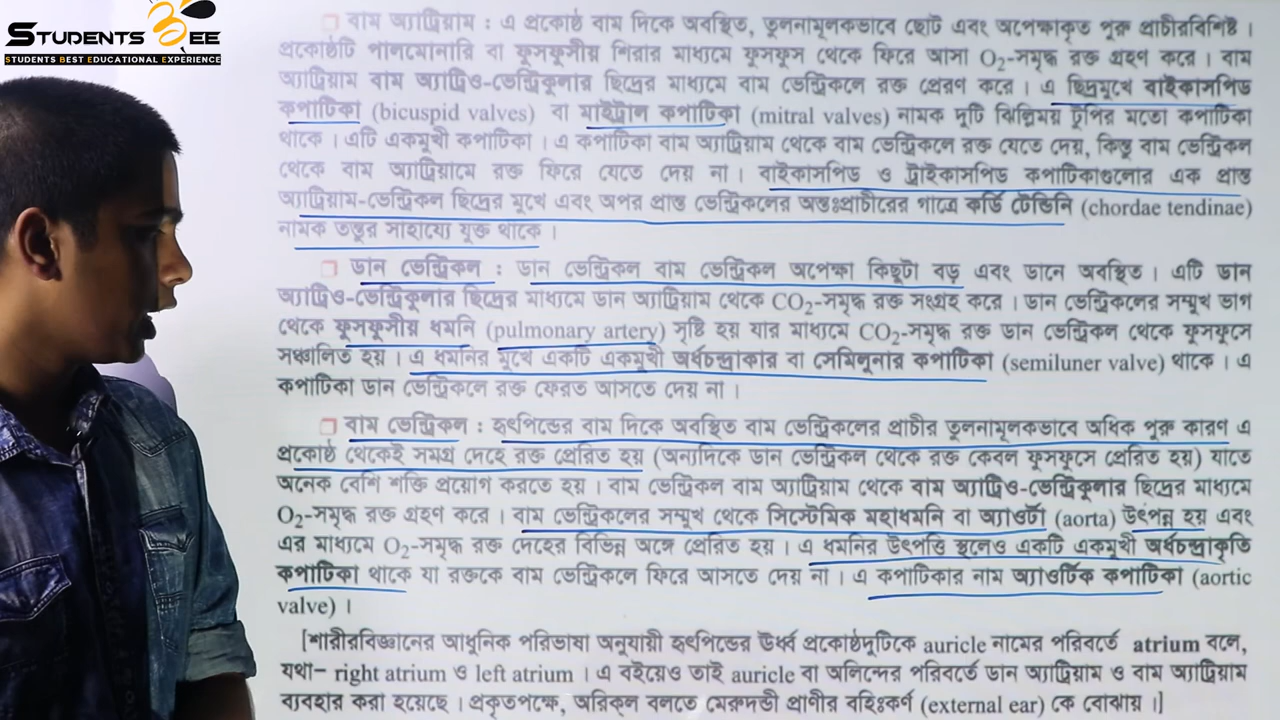 STUDENTS BEE
STUDENTS BEST EDUCATIONAL EXPERIENCE
❑ বাম অ্যাট্রিয়াম : এ প্রকোষ্ঠ বাম দিকে অবস্থিত, তুলনামূলকভাবে ছোট এবং অপেক্ষাকৃত পুরু প্রাচীরবিশিষ্ট ।
প্রকোষ্ঠটি পালমোনারি বা ফুসফুসীয় শিরার মাধ্যমে ফুসফুস থেকে ফিরে আসা O₂-সমৃদ্ধ রক্ত গ্রহণ করে । বাম
অ্যাট্রিয়াম বাম অ্যাট্রিও-ভেন্ট্রিকুলার ছিদ্রের মাধ্যমে বাম ভেন্ট্রিকলে রক্ত প্রেরণ করে । এ ছিদ্রমুখে বাইকাসপিড
কপাটিকা (bicuspid valves) বা মাইট্রাল কপাটিকা (mitral valves) নামক দুটি ঝিল্লিময় টুপির মতো কপাটিকা
থাকে । এটি একমুখী কপাটিকা । এ কপাটিকা বাম অ্যাট্রিয়াম থেকে বাম ভেন্ট্রিকলে রক্ত যেতে দেয়, কিন্তু বাম ভেন্ট্রিকল
থেকে বাম অ্যাট্রিয়ামে রক্ত ফিরে যেতে দেয় না । বাইকাসপিড ও ট্রাইকাসপিড কপাটিকাগুলোর এক প্রান্ত
অ্যাট্রিয়াম-ভেন্ট্রিকল ছিদ্রের মুখে এবং অপর প্রান্ত ভেন্ট্রিকলের অন্তঃপ্রাচীরের গাত্রে কর্ডি টেন্ডিনি (chordae tendinae)
নামক তন্তুর সাহায্যে যুক্ত থাকে ।
❑ ডান ভেন্ট্রিকল : ডান ভেন্ট্রিকল বাম ভেন্ট্রিকল অপেক্ষা কিছুটা বড় এবং ডানে অবস্থিত । এটি ডান
অ্যাট্রিও-ভেন্ট্রিকুলার ছিদ্রের মাধ্যমে ডান অ্যাট্রিয়াম থেকে CO₂-সমৃদ্ধ রক্ত সংগ্রহ করে । ডান ভেন্ট্রিকলের সম্মুখ ভাগ
থেকে ফুসফুসীয় ধমনি (pulmonary artery) সৃষ্টি হয় যার মাধ্যমে CO₂-সমৃদ্ধ রক্ত ডান ভেন্ট্রিকল থেকে ফুসফুসে
সঞ্চালিত হয় । এ ধমনির মুখে একটি একমুখী অর্ধচন্দ্রাকার বা সেমিলুনার কপাটিকা (semiluner valve) থাকে । এ
কপাটিকা ডান ভেন্ট্রিকলে রক্ত ফেরত আসতে দেয় না ।
❑ বাম ভেন্ট্রিকল : হৃৎপিন্ডের বাম দিকে অবস্থিত বাম ভেন্ট্রিকলের প্রাচীর তুলনামূলকভাবে অধিক পুরু কারণ এ
প্রকোষ্ঠ থেকেই সমগ্র দেহে রক্ত প্রেরিত হয় (অন্যদিকে ডান ভেন্ট্রিকল থেকে রক্ত কেবল ফুসফুসে প্রেরিত হয়) যাতে
অনেক বেশি শক্তি প্রয়োগ করতে হয় । বাম ভেন্ট্রিকল বাম অ্যাট্রিয়াম থেকে বাম অ্যাট্রিও-ভেন্ট্রিকুলার ছিদ্রের মাধ্যমে
O₂-সমৃদ্ধ রক্ত গ্রহণ করে । বাম ভেন্ট্রিকলের সম্মুখ থেকে সিস্টেমিক মহাধমনি বা অ্যাওর্টা (aorta) উৎপন্ন হয় এবং
এর মাধ্যমে O₂-সমৃদ্ধ রক্ত দেহের বিভিন্ন অঙ্গে প্রেরিত হয় । এ ধমনির উৎপত্তি স্থলেও একটি একমুখী অর্ধচন্দ্রাকৃতি
কপাটিকা থাকে যা রক্তকে বাম ভেন্ট্রিকলে ফিরে আসতে দেয় না । এ কপাটিকার নাম অ্যাওর্টিক কপাটিকা (aortic
valve) ।
[শারীরবিজ্ঞানের আধুনিক পরিভাষা অনুযায়ী হৃৎপিন্ডের ঊর্ধ্ব প্রকোষ্ঠদুটিকে auricle নামের পরিবর্তে atrium বলে,
যথা– right atrium ও left atrium । এ বইয়েও তাই auricle বা অলিন্দের পরিবর্তে ডান অ্যাট্রিয়াম ও বাম অ্যাট্রিয়াম
ব্যবহার করা হয়েছে । প্রকৃতপক্ষে, অরিক্‌ল বলতে মেরুদন্ডী প্রাণীর বহিঃকর্ণ (external ear) কে বোঝায় ।]